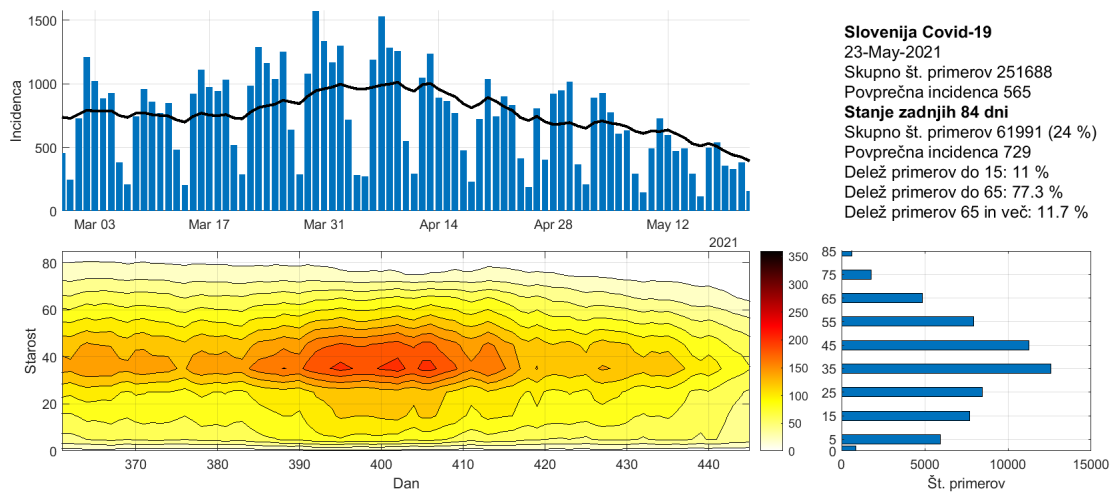 1500
1000
500
0
Incidenca
Mar 03 Mar 17 Mar 31 Apr 14 Apr 28 May 12
2021
Slovenija Covid-19
23-May-2021
Skupno št. primerov 251688
Povprečna incidenca 565
Stanje zadnjih 84 dni
Skupno št. primerov 61991 (24 %)
Povprečna incidenca 729
Delež primerov do 15: 11 %
Delež primerov do 65: 77.3 %
Delež primerov 65 in več: 11.7 %
80
60
40
20
0
Starost
370 380 390 400 410 420 430 440
Dan
350
300
250
200
150
100
50
0
85
75
65
55
45
35
25
15
5
0
0 5000 10000 15000
Št. primerov